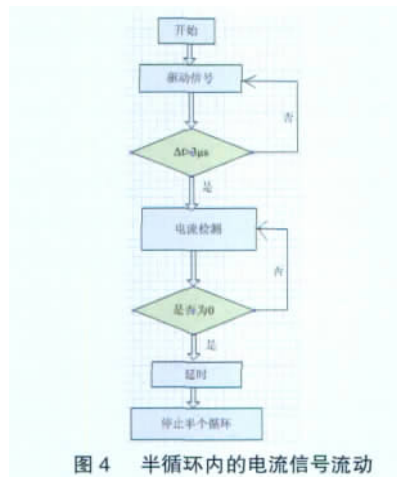 开始
驱动信号
否
Δt>∂μs
是
电流检测
否
是否为0
是
延时
停止半个循环
图 4 半循环内的电流信号流动